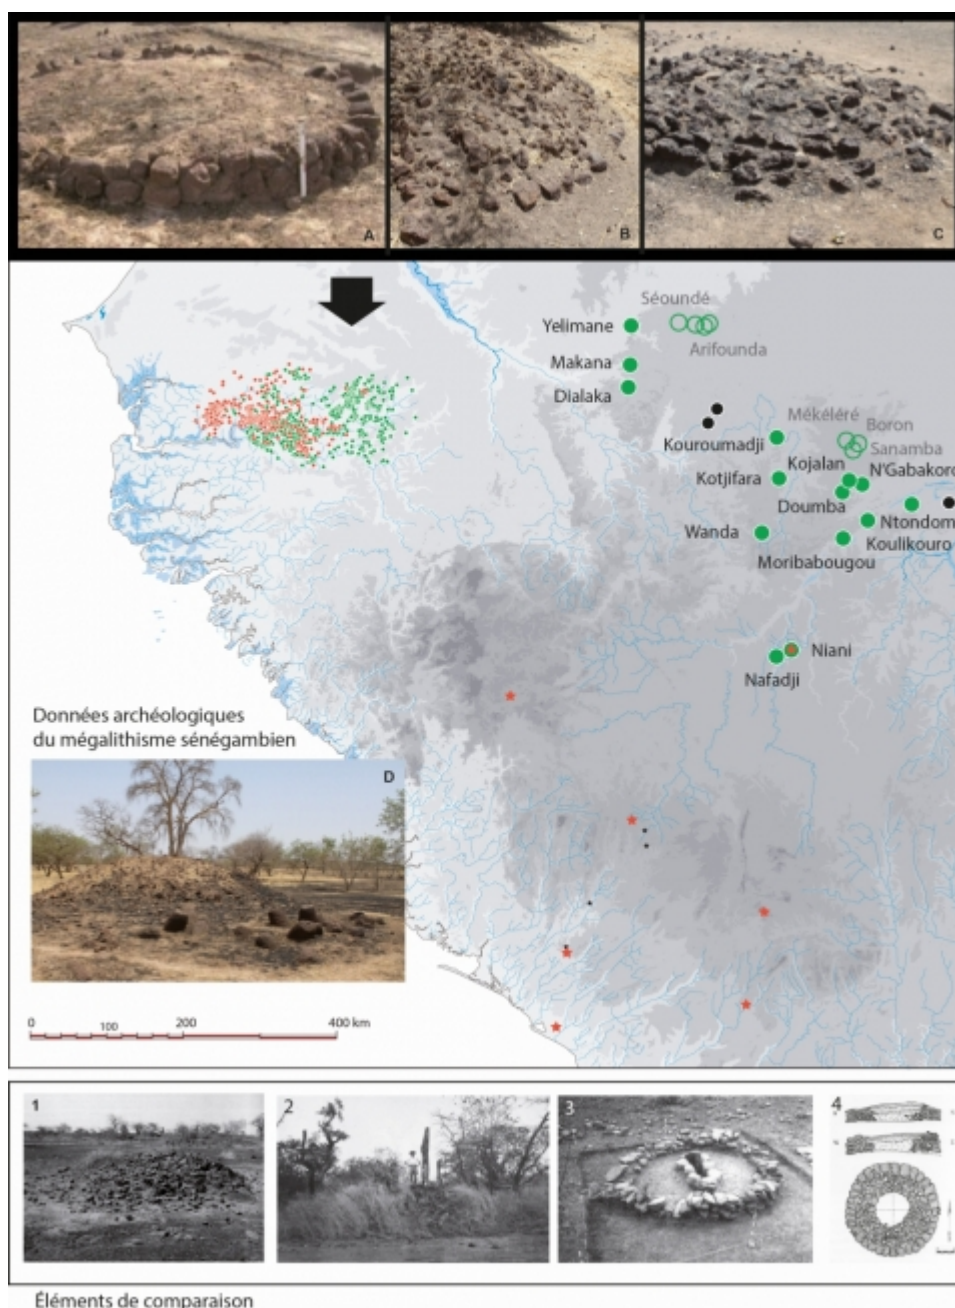 A
B
C
Séoundé
Yelimane
Arifounda
Makana
Dialaka
Mékéléré
Boron
Kouroumadji
Sanamba
Kojalan
N'Gabakoro
Kotjifara
Doumba
Ntondom
Wanda
Koulikouro
Moribabougou
Niani
Nafadji
Données archéologiques
du mégalithisme sénégambien
D
0 100 200 400 km
1
2
3
4
Éléments de comparaison